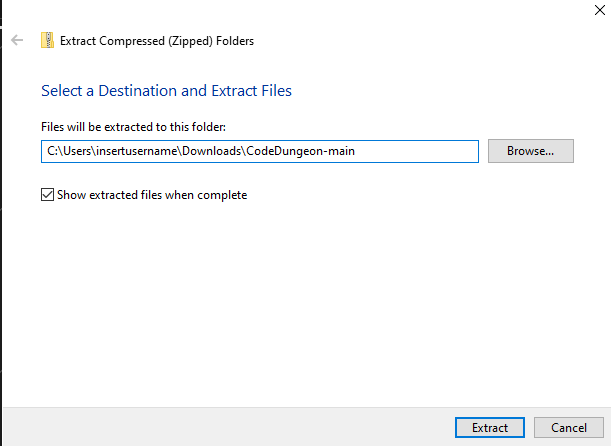 Extract Compressed (Zipped) Folders
Select a Destination and Extract Files
Files will be extracted to this folder:
C:\Users\insertusername\Downloads\CodeDungeon-main
Browse...
Show extracted files when complete
Extract
Cancel